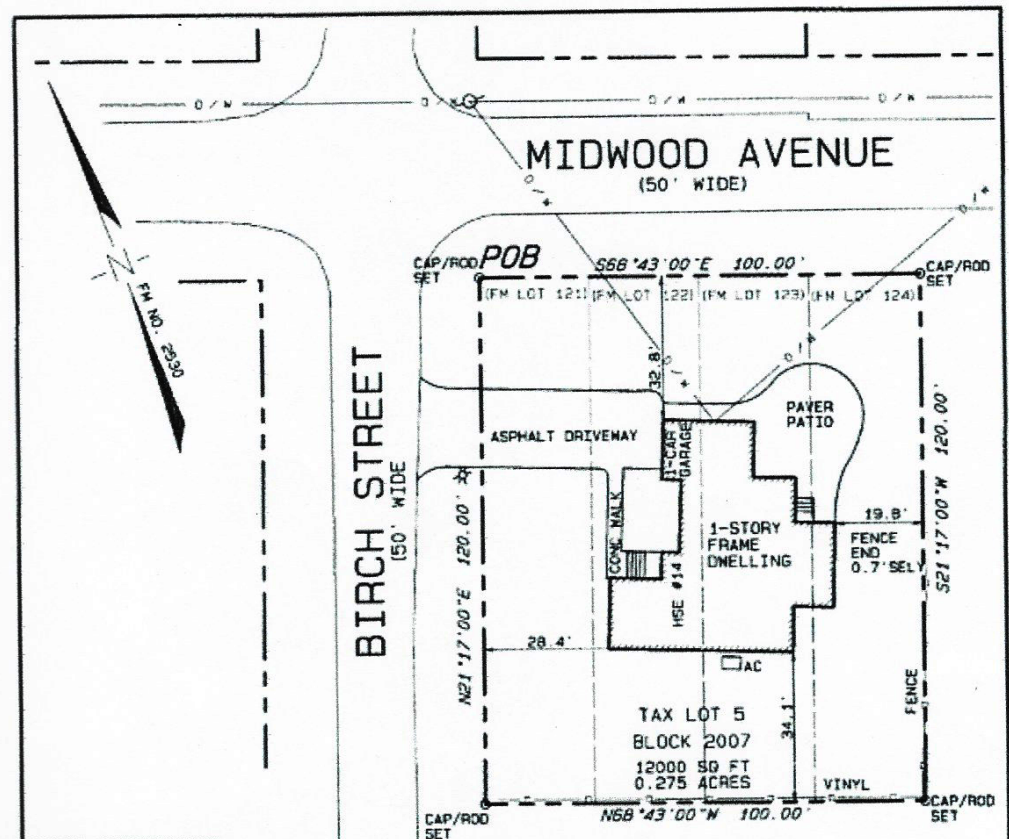 O/W
O/W
O/W
O/W
MIDWOOD AVENUE
(50' WIDE)
O/W
O/W
CAP/ROD
SET
POB
S68°43'00"E 100.00'
CAP/ROD
SET
(FM LOT 121)
(FM LOT 122)
(FM LOT 123)
(FM LOT 124)
N
FM NO. 2530
32.8'
O/W
O/W
PAVER
PATIO
BIRCH STREET
(50' WIDE
ASPHALT DRIVEWAY
1-CAR
GARAGE
N21°17'00"E 120.00'
S21°17'00"W 120.00'
CONC WALK
1-STORY
FRAME
DWELLING
HSE #14
19.8'
FENCE
END
0.7'SELY
28.4'
AC
FENCE
TAX LOT 5
BLOCK 2007
12000 SQ FT
0.275 ACRES
34.1'
VINYL
CAP/ROD
SET
N68°43'00"W 100.00'
CAP/ROD
SET